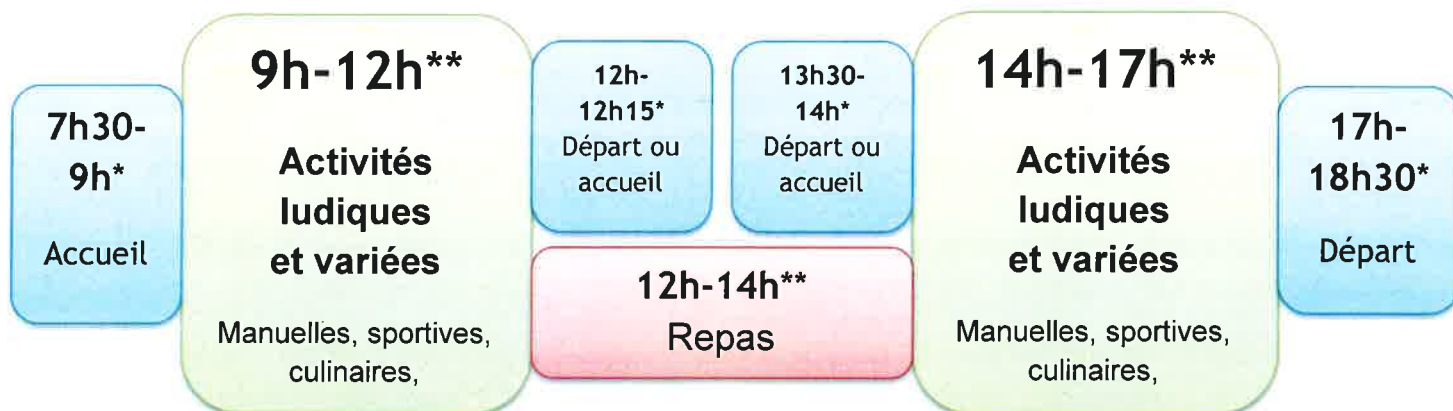 7h30-
9h*
Accueil
9h-12h**
Activités
ludiques
et variées
Manuelles, sportives,
culinaires,
12h-
12h15*
Départ ou
accueil
13h30-
14h*
Départ ou
accueil
12h-14h**
Repas
14h-17h**
Activités
ludiques
et variées
Manuelles, sportives,
culinaires,
17h-
18h30*
Départ